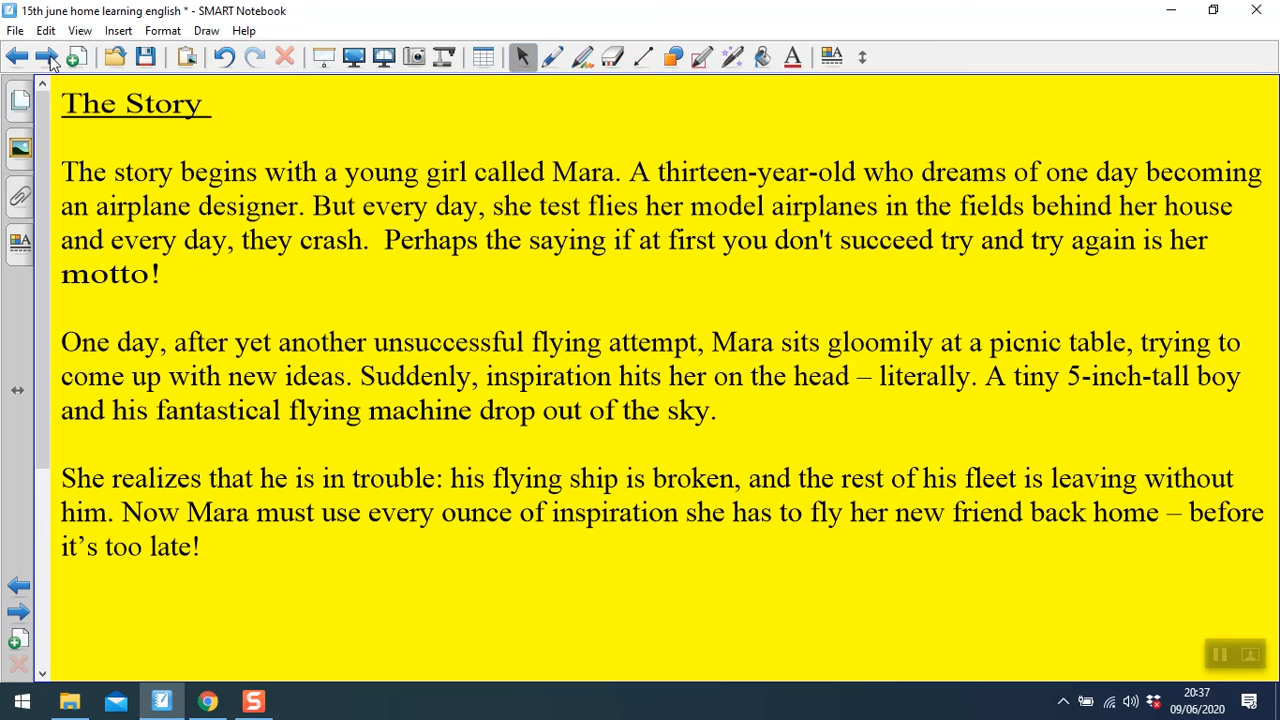 15th june home learning english * - SMART Notebook
File Edit View Insert Format Draw Help
The Story
The story begins with a young girl called Mara. A thirteen-year-old who dreams of one day becoming
an airplane designer. But every day, she test flies her model airplanes in the fields behind her house
and every day, they crash.  Perhaps the saying if at first you don't succeed try and try again is her
motto!
One day, after yet another unsuccessful flying attempt, Mara sits gloomily at a picnic table, trying to
come up with new ideas. Suddenly, inspiration hits her on the head – literally. A tiny 5-inch-tall boy
and his fantastical flying machine drop out of the sky.
She realizes that he is in trouble: his flying ship is broken, and the rest of his fleet is leaving without
him. Now Mara must use every ounce of inspiration she has to fly her new friend back home – before
it’s too late!
20:37
09/06/2020